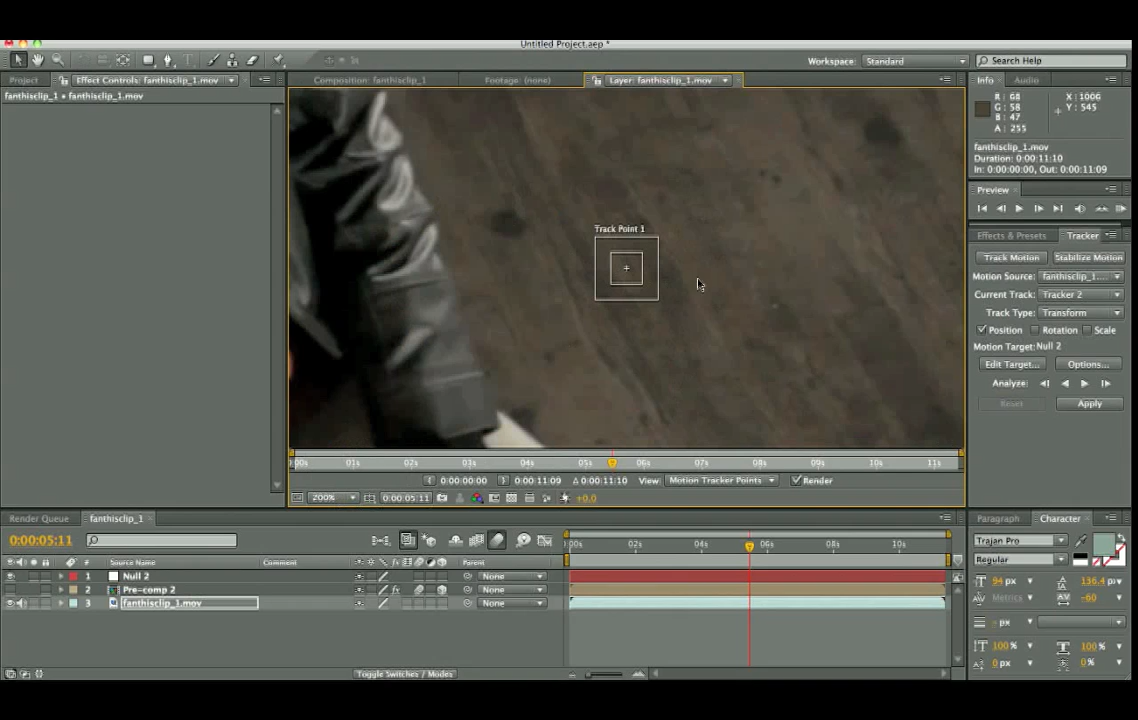 Untitled Project.aep *
Workspace: Standard Search Help
Project Effect Controls: fanthisclip_1.mov Composition: fanthisclip_1 Footage: (none) Layer: fanthisclip_1.mov Info Audio
fanthisclip_1 • fanthisclip_1.mov
R : 68 X : 1006
G : 58 Y : 545
B : 47
A : 255
fanthisclip_1.mov
Duration: 0:00:11:10
In: 0:00:00:00, Out: 0:00:11:09
Preview
Track Point 1
Effects & Presets Tracker
Track Motion Stabilize Motion
Motion Source: fanthisclip_1....
Current Track: Tracker 2
Track Type: Transform
Position Rotation Scale
Motion Target:Null 2
Edit Target... Options...
Analyze:
Reset Apply
:00s 01s 02s 03s 04s 05s 06s 07s 08s 09s 10s 11s
0:00:00:00 0:00:11:09 Δ 0:00:11:10 View Motion Tracker Points Render
200% 0:00:05:11 +0.0
Render Queue fanthisclip_1
0:00:05:11
:00s 02s 04s 06s 08s 10s
# Source Name Comment Parent
1 Null 2 None
2 Pre-comp 2 None
3 fanthisclip_1.mov None
Toggle Switches / Modes
Paragraph Character
Trajan Pro
Regular
94 px 136.4 px
Metrics -60
- px
100 % 100 %
0 px 0 %